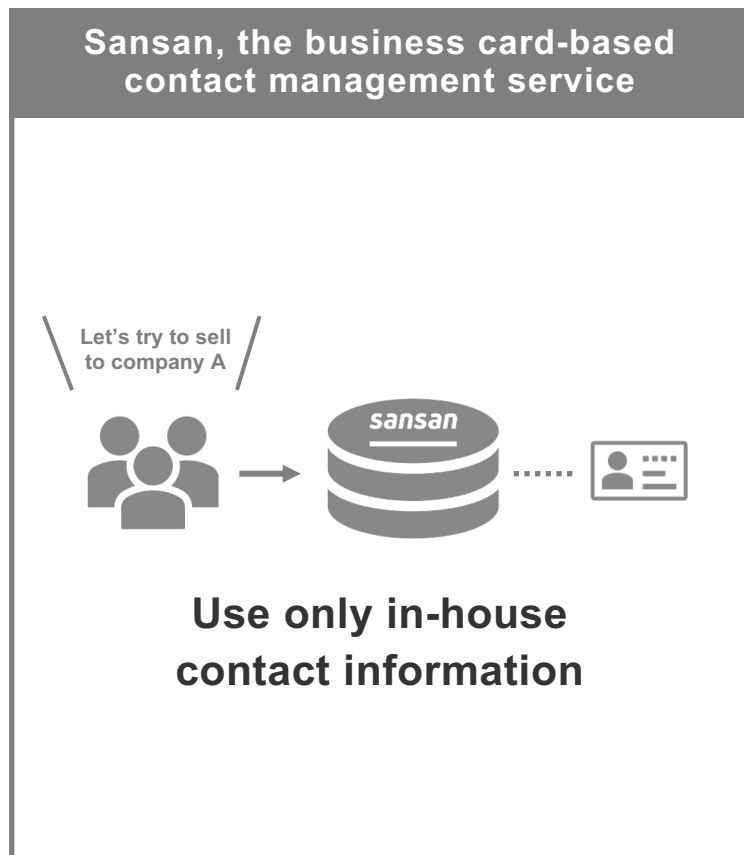 Sansan, the business card-based
contact management service
Let's try to sell
to company A
sansan
Use only in-house
contact information